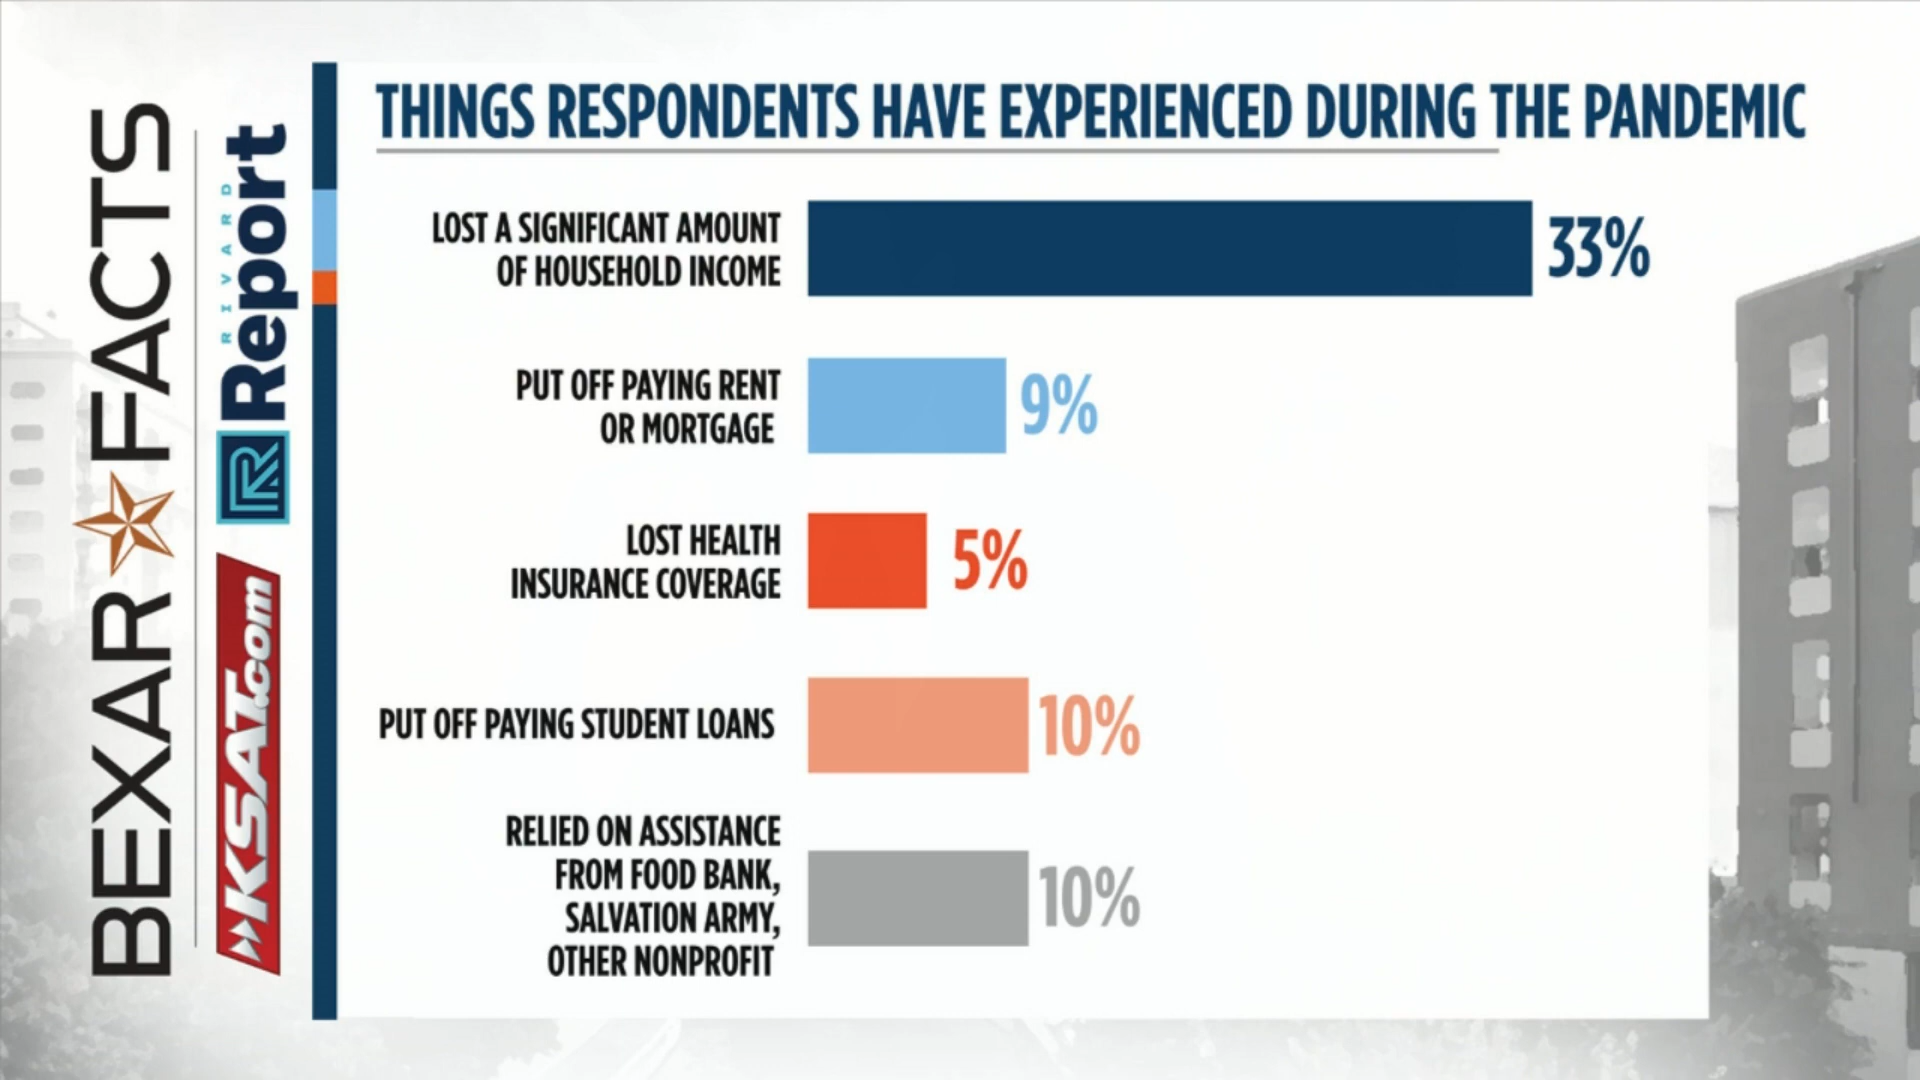 THINGS RESPONDENTS HAVE EXPERIENCED DURING THE PANDEMIC
LOST A SIGNIFICANT AMOUNT
OF HOUSEHOLD INCOME
33%
PUT OFF PAYING RENT
OR MORTGAGE
9%
LOST HEALTH
INSURANCE COVERAGE
5%
PUT OFF PAYING STUDENT LOANS
10%
RELIED ON ASSISTANCE
FROM FOOD BANK,
SALVATION ARMY,
OTHER NONPROFIT
10%
BEXAR FACTS
KSAT.com
R RIVARD
Report